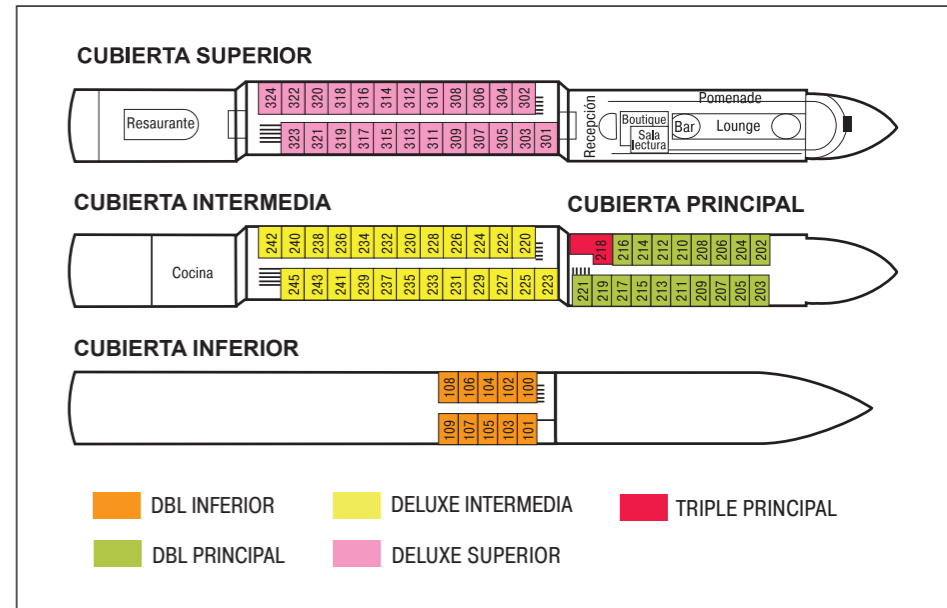 CUBIERTA SUPERIOR
324 322 320 318 316 314 312 310 308 306 304 302
323 321 319 317 315 313 311 309 307 305 303 301
Resaurante
Recepción
Pomenade
Boutique
Sala
lectura
Bar
Lounge
CUBIERTA INTERMEDIA
242 240 238 236 234 232 230 228 226 224 222 220
245 243 241 239 237 235 233 231 229 227 225 223
Cocina
CUBIERTA PRINCIPAL
218 216 214 212 210 208 206 204 202
221 219 217 215 213 211 209 207 205 203
CUBIERTA INFERIOR
108 106 104 102 100
109 107 105 103 101
DBL INFERIOR
DELUXE INTERMEDIA
TRIPLE PRINCIPAL
DBL PRINCIPAL
DELUXE SUPERIOR